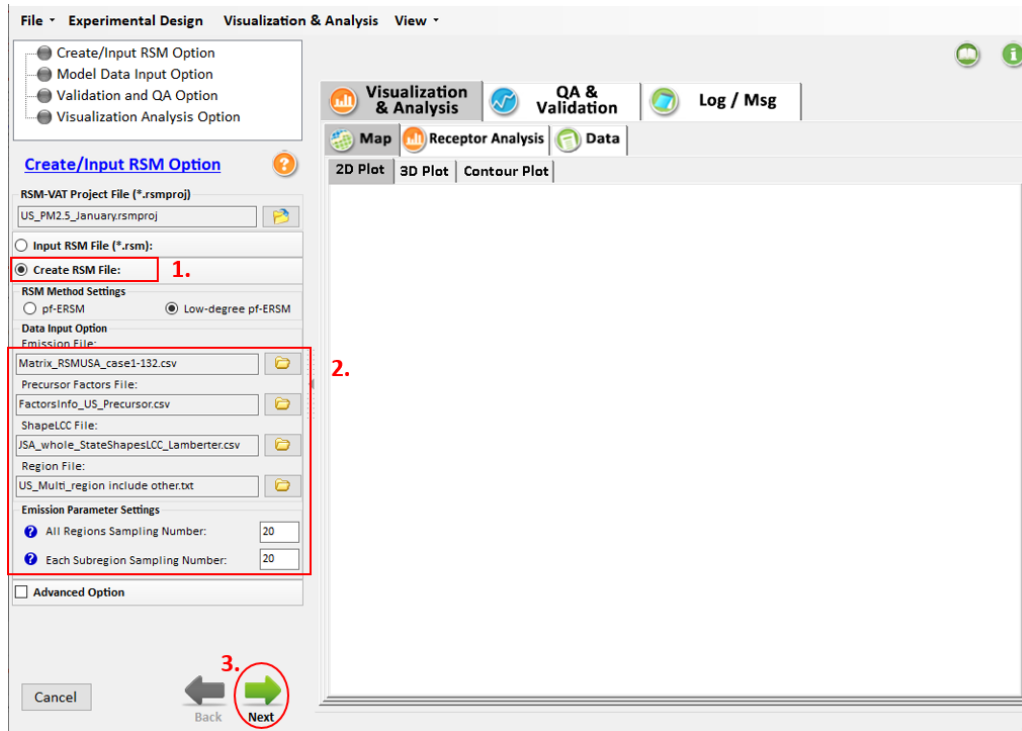 File Experimental Design Visualization & Analysis View
Create/Input RSM Option
Model Data Input Option
Validation and QA Option
Visualization Analysis Option
Create/Input RSM Option
?
RSM-VAT Project File (*.rsmproj)
US_PM2.5_January.rsmproj
Input RSM File (*.rsm):
Create RSM File:
1.
RSM Method Settings
pf-ERSM Low-degree pf-ERSM
Data Input Option
Emission File:
Matrix_RSMUSA_case1-132.csv
2.
Precursor Factors File:
FactorsInfo_US_Precursor.csv
ShapeLCC File:
JSA_whole_StateShapesLCC_Lamberter.csv
Region File:
US_Multi_region include other.txt
Emission Parameter Settings
? All Regions Sampling Number: 20
? Each Subregion Sampling Number: 20
Advanced Option
3.
Cancel
Back
Next
i
Visualization
& Analysis
QA &
Validation
Log / Msg
Map Receptor Analysis Data
2D Plot 3D Plot Contour Plot